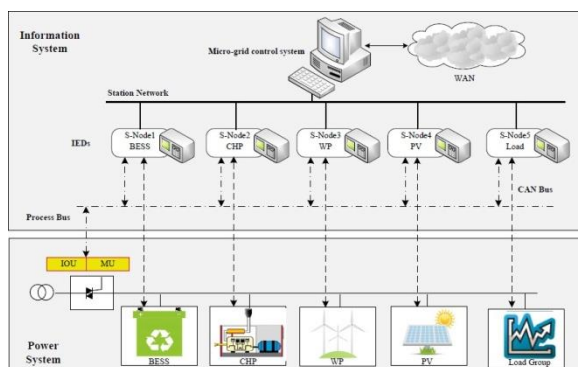 Information
System
Micro-grid control system
WAN
Station Network
IEDs
S-Node1
BESS
S-Node2
CHP
S-Node3
WP
S-Node4
PV
S-Node5
Load
CAN Bus
Process Bus
IOU
MU
Power
System
BESS
CHP
WP
PV
Load Group